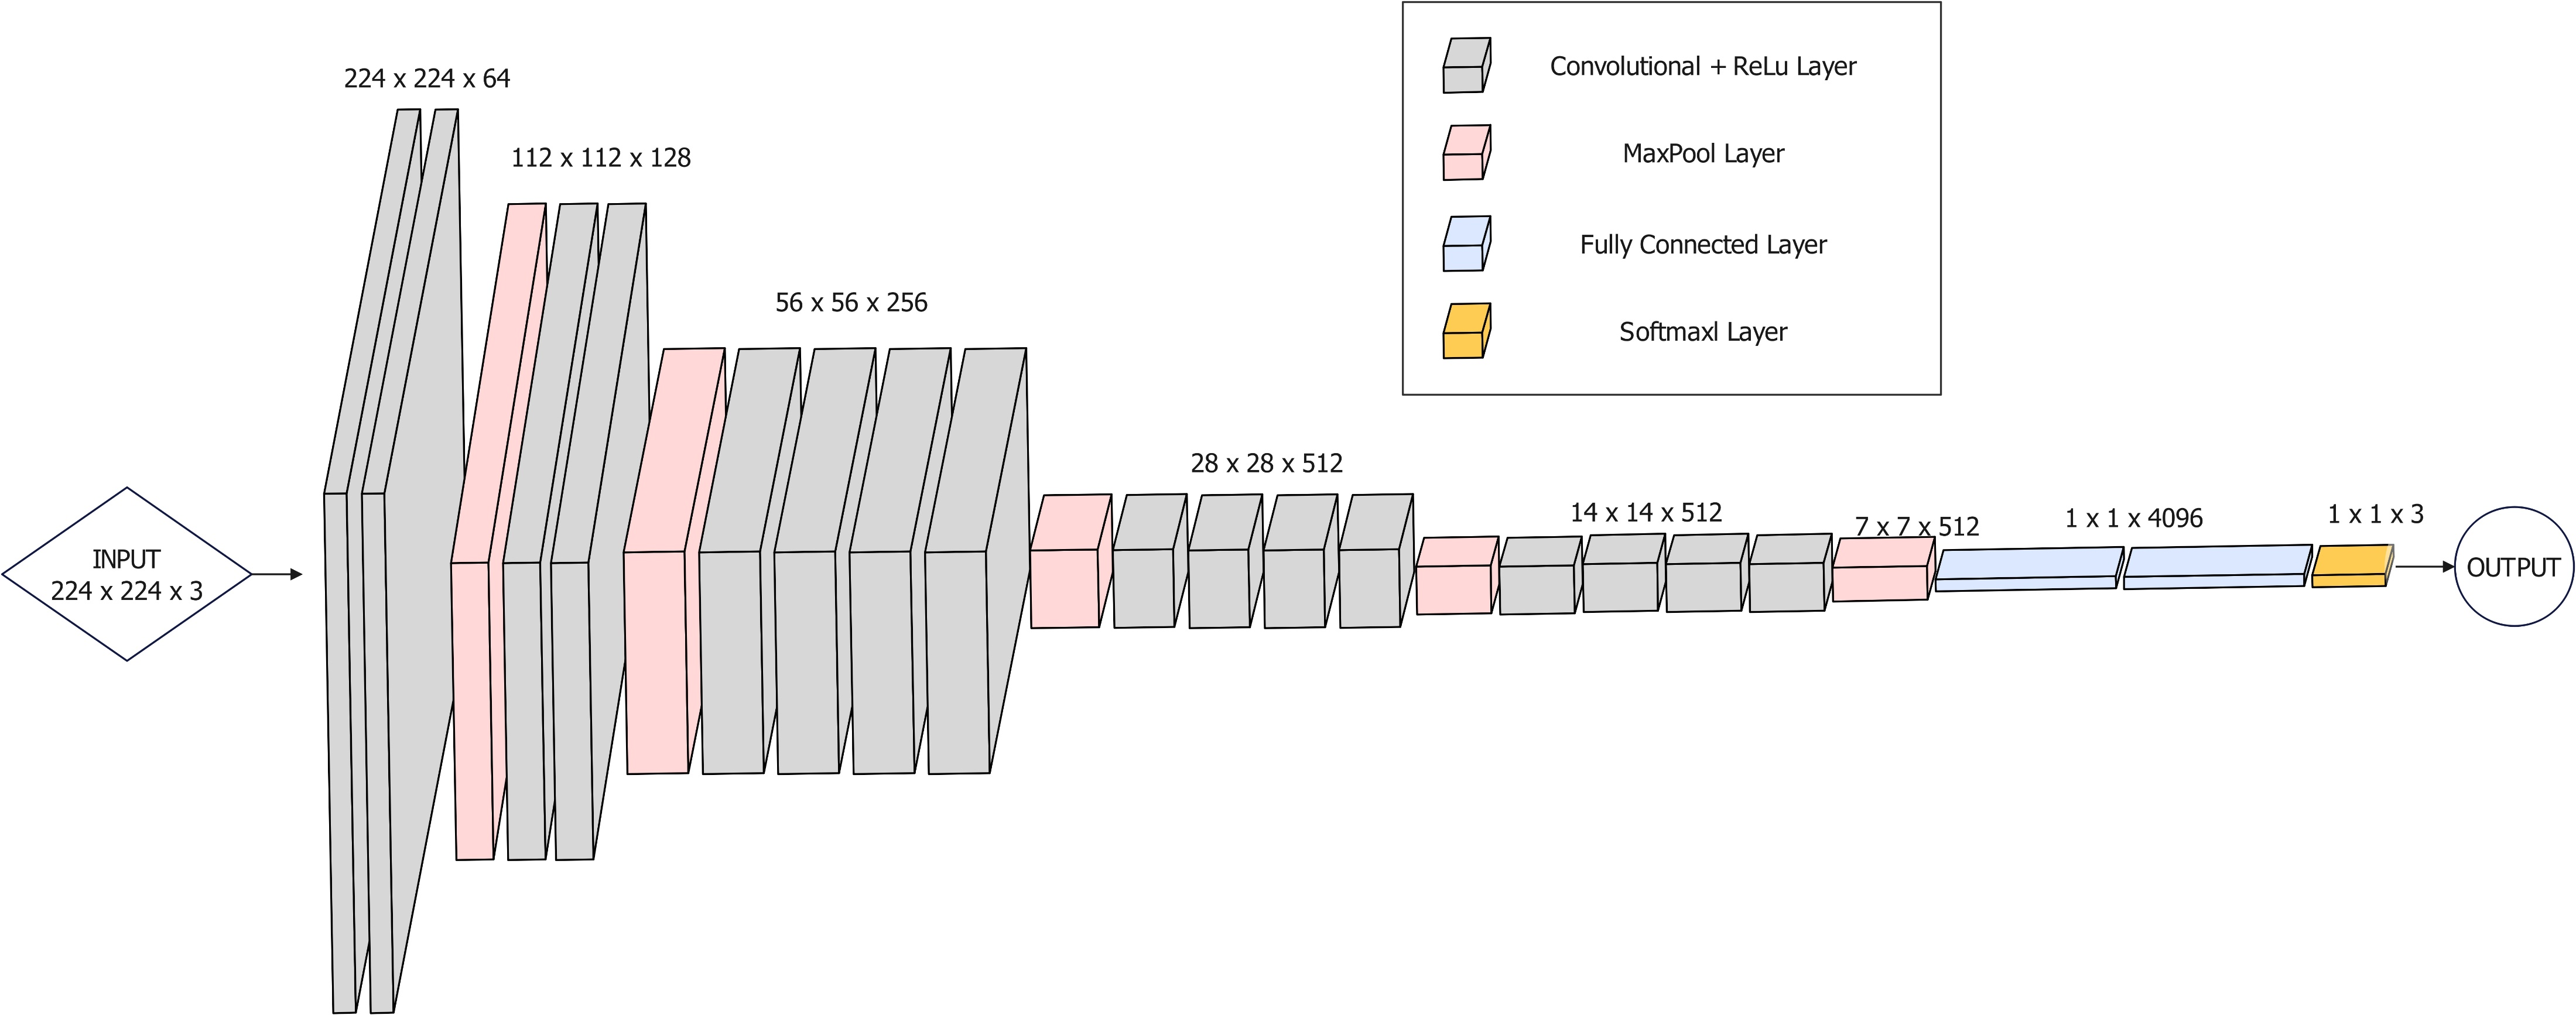 224 x 224 x 64
112 x 112 x 128
56 x 56 x 256
28 x 28 x 512
14 x 14 x 512
7 x 7 x 512
1 x 1 x 4096
1 x 1 x 3
INPUT
224 x 224 x 3
OUTPUT
Convolutional + ReLu Layer
MaxPool Layer
Fully Connected Layer
Softmaxl Layer